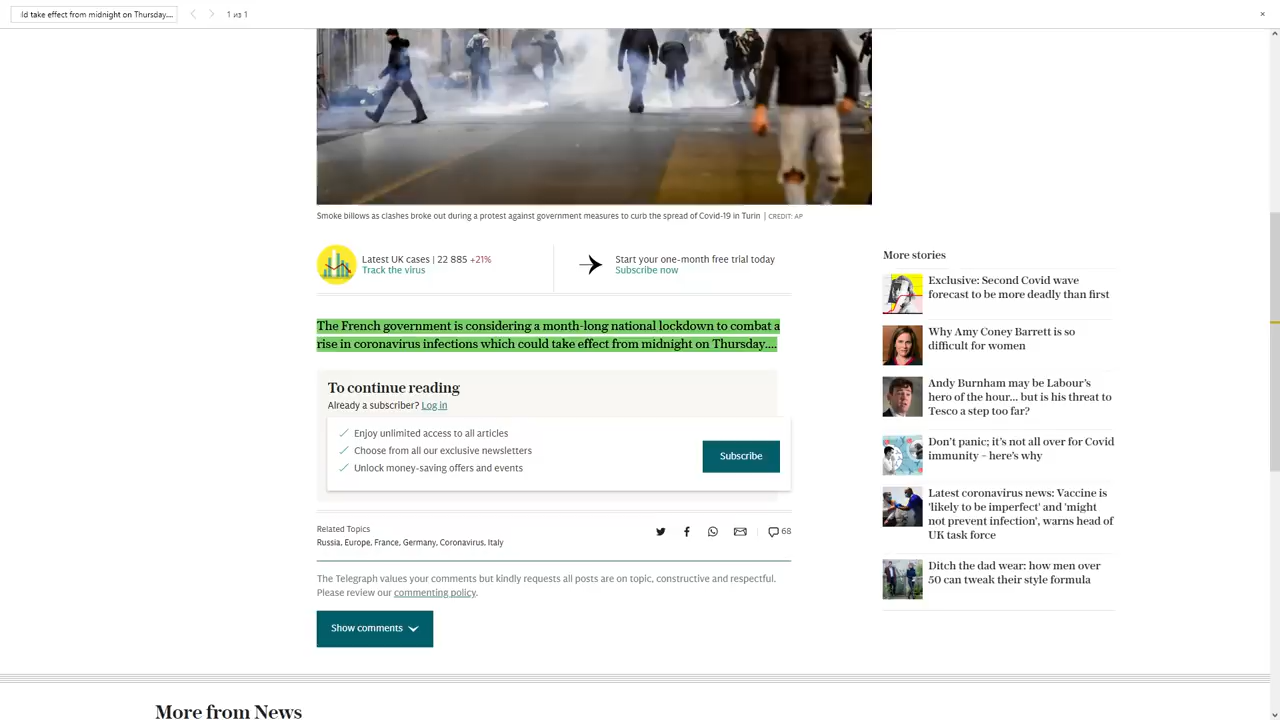 ld take effect from midnight on Thursday....
1 из 1
Smoke billows as clashes broke out during a protest against government measures to curb the spread of Covid-19 in Turin | CREDIT: AP
Latest UK cases | 22 885 +21%
Track the virus
Start your one-month free trial today
Subscribe now
The French government is considering a month-long national lockdown to combat a
rise in coronavirus infections which could take effect from midnight on Thursday....
To continue reading
Already a subscriber? Log in
Enjoy unlimited access to all articles
Choose from all our exclusive newsletters
Unlock money-saving offers and events
Subscribe
Related Topics
Russia, Europe, France, Germany, Coronavirus, Italy
68
The Telegraph values your comments but kindly requests all posts are on topic, constructive and respectful.
Please review our commenting policy.
Show comments
More from News
More stories
Exclusive: Second Covid wave
forecast to be more deadly than first
Why Amy Coney Barrett is so
difficult for women
Andy Burnham may be Labour's
hero of the hour... but is his threat to
Tesco a step too far?
Don't panic; it's not all over for Covid
immunity – here's why
Latest coronavirus news: Vaccine is
'likely to be imperfect' and 'might
not prevent infection', warns head of
UK task force
Ditch the dad wear: how men over
50 can tweak their style formula